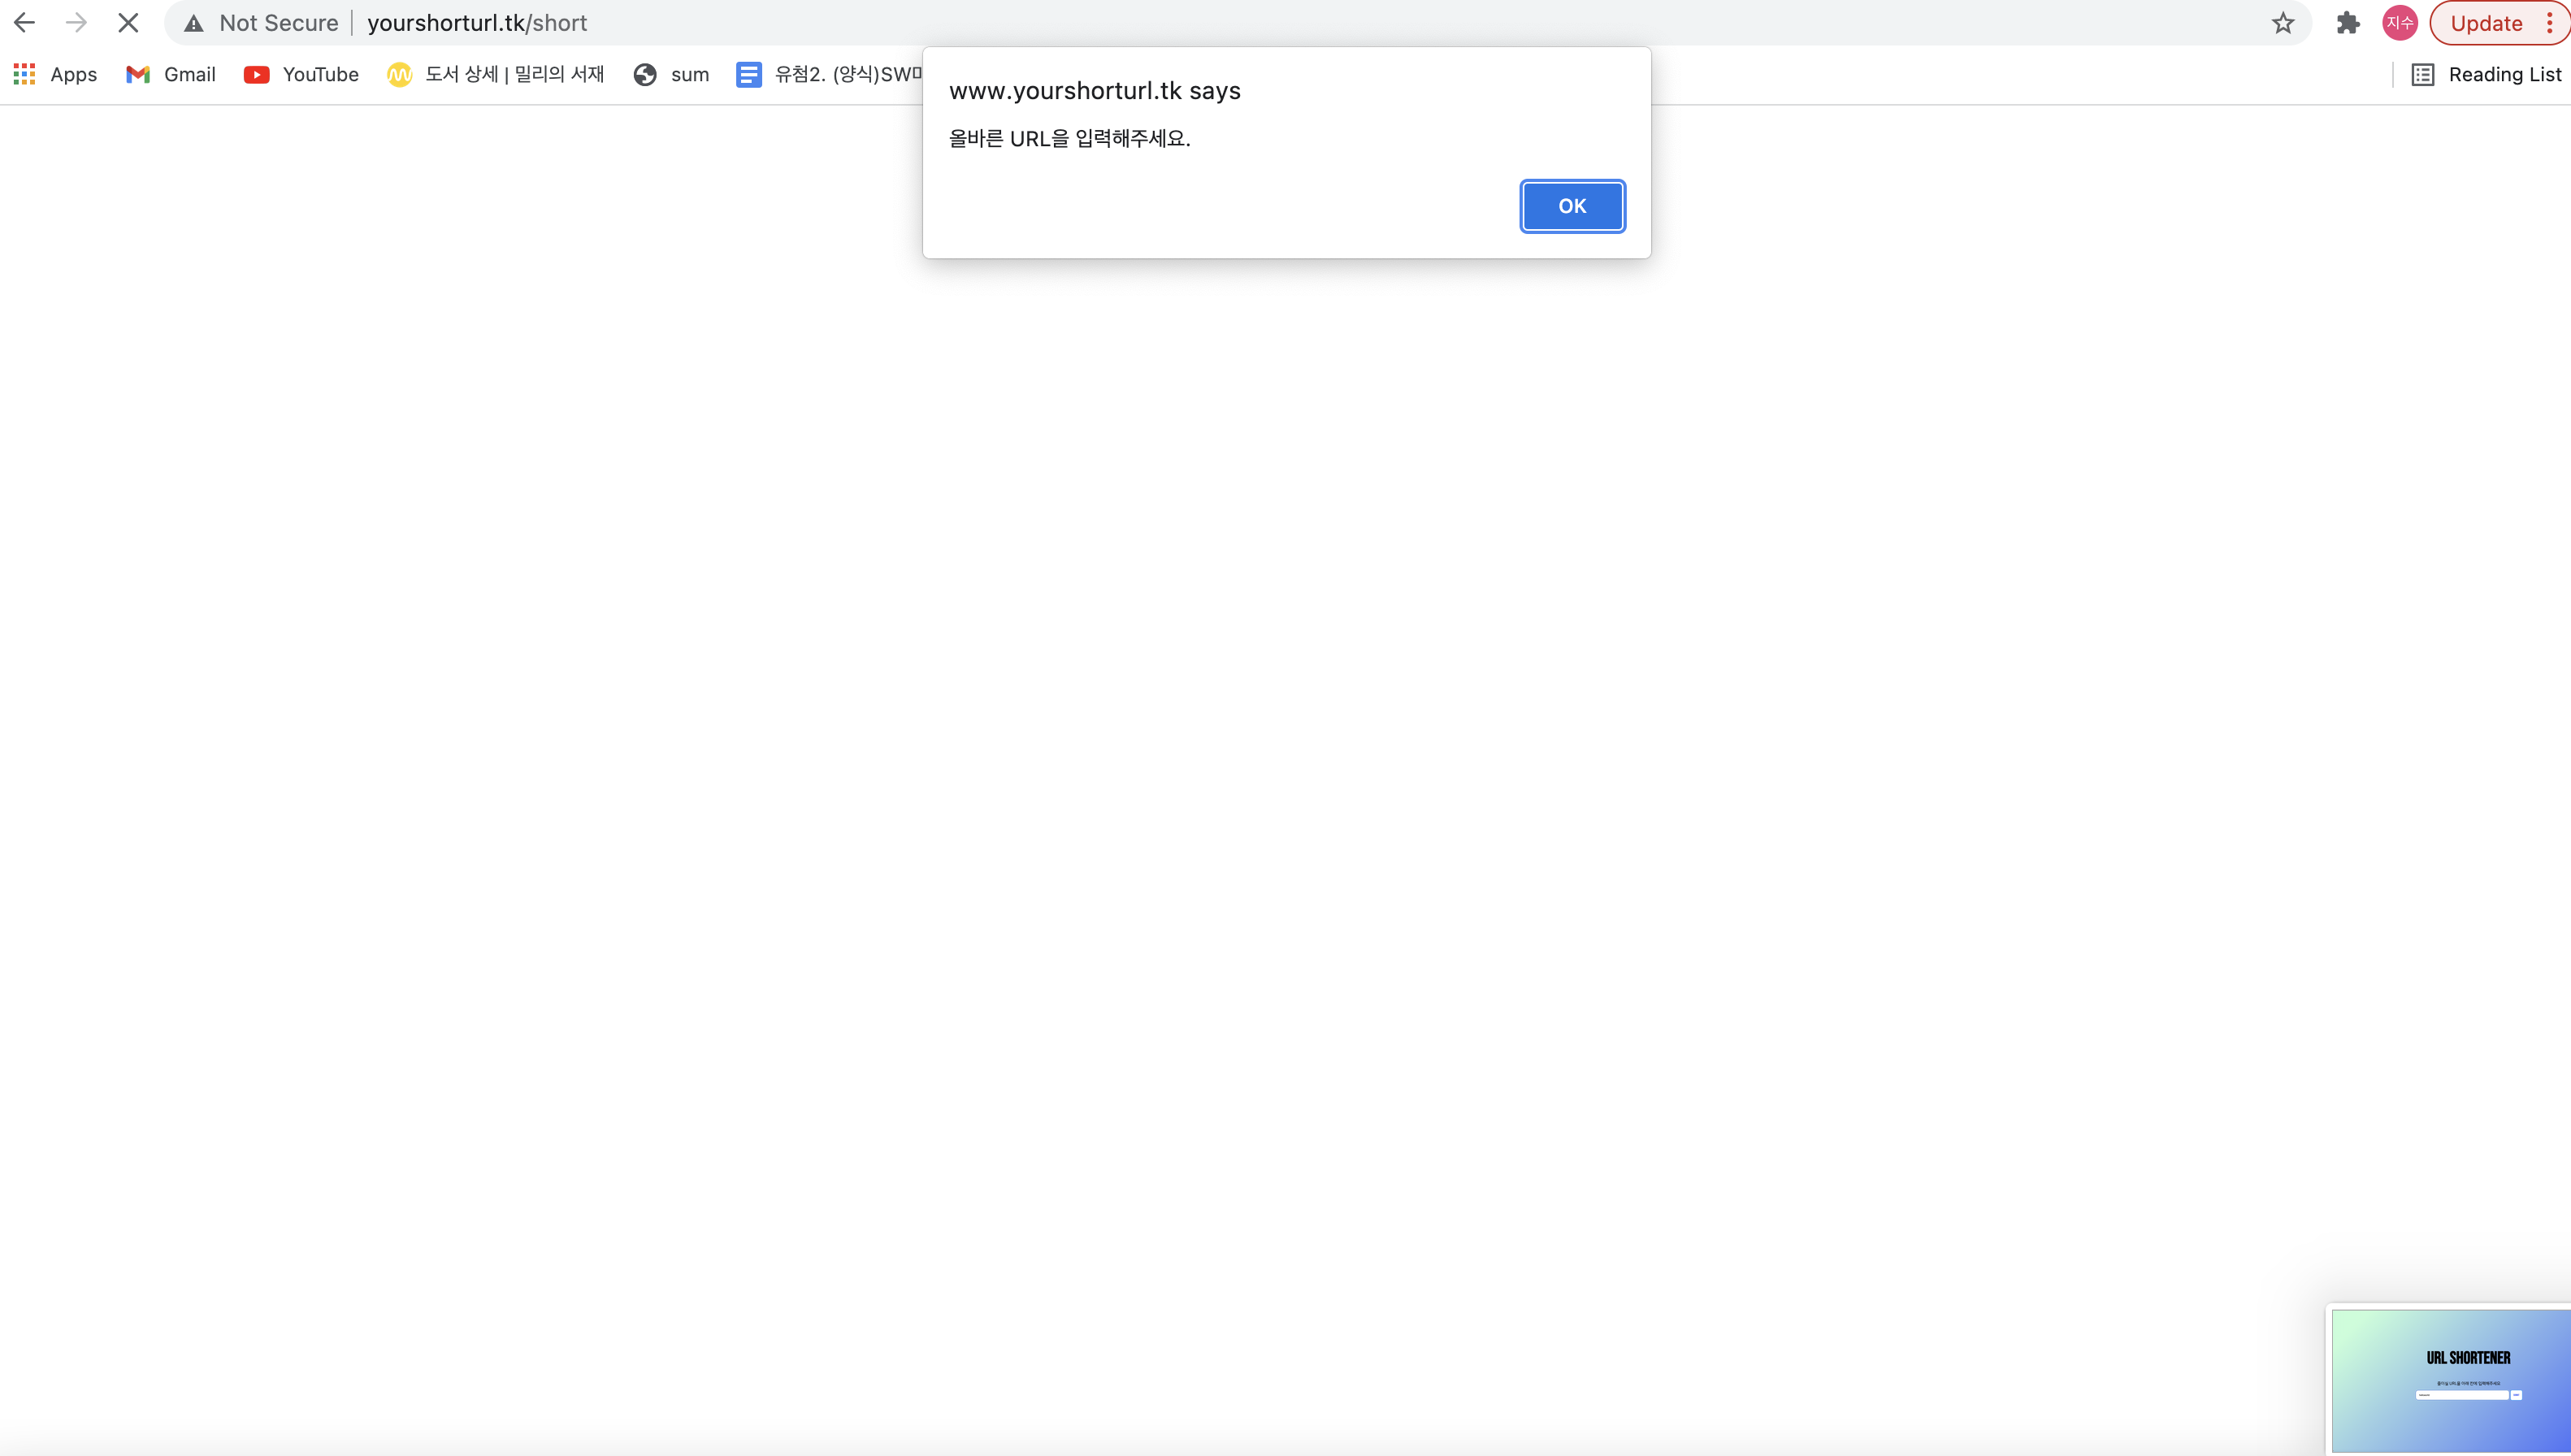 Not Secure | yourshorturl.tk/short
지수
Update
Apps
Gmail
YouTube
도서 상세 | 밀리의 서재
sum
유첨2. (양식)SW
Reading List
www.yourshorturl.tk says
올바른 URL을 입력해주세요.
OK
URL SHORTENER